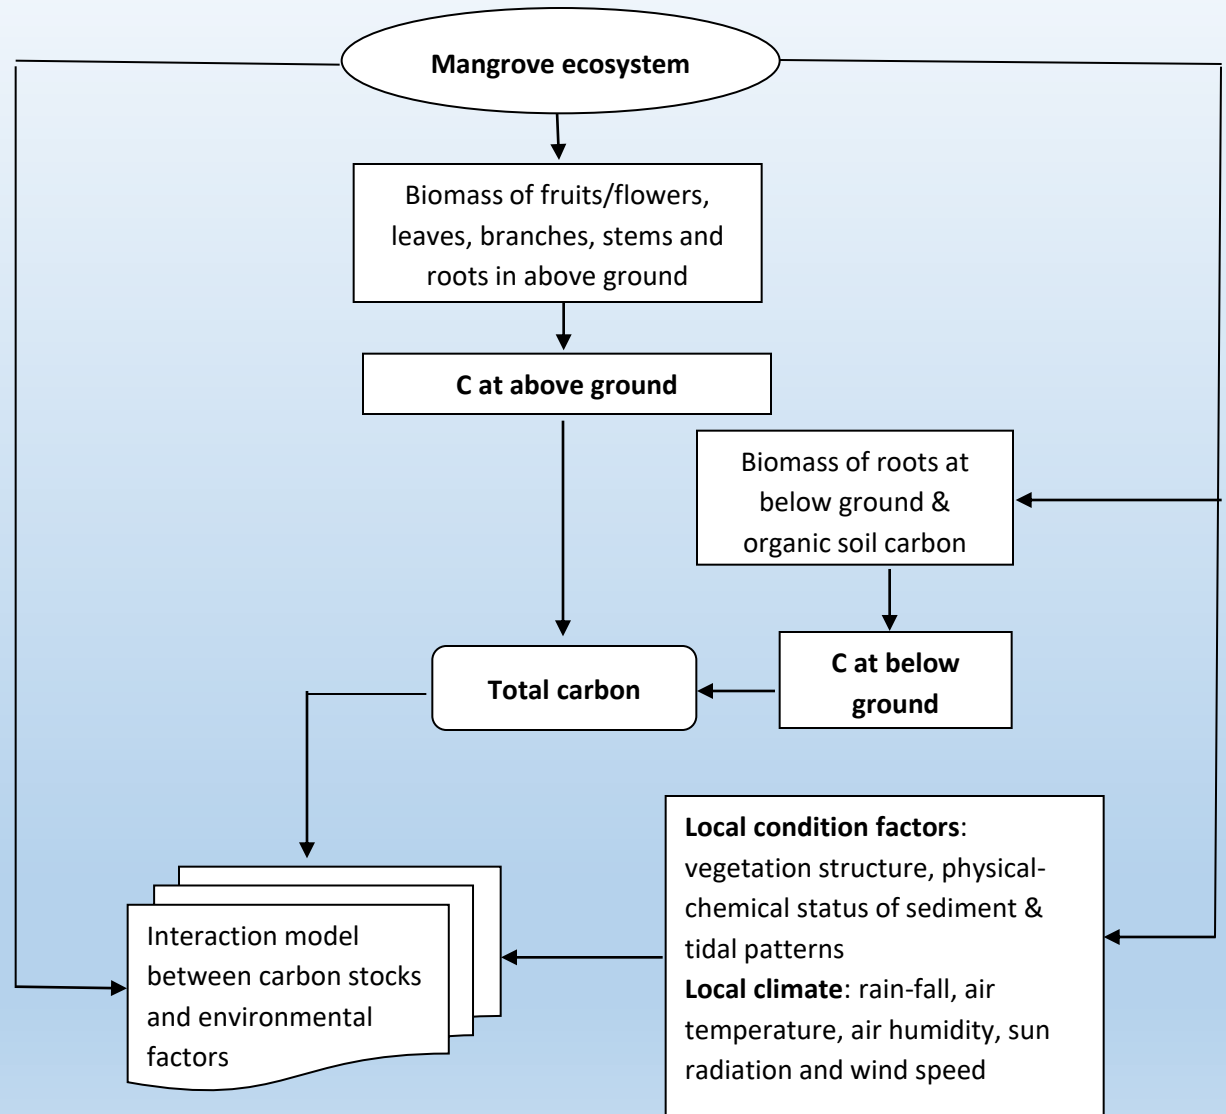 Mangrove ecosystem
Biomass of fruits/flowers,
leaves, branches, stems and
roots in above ground
C at above ground
Biomass of roots at
below ground &
organic soil carbon
C at below
ground
Total carbon
Local condition factors:
vegetation structure, physical-
chemical status of sediment &
tidal patterns
Local climate: rain-fall, air
temperature, air humidity, sun
radiation and wind speed
Interaction model
between carbon stocks
and environmental
factors